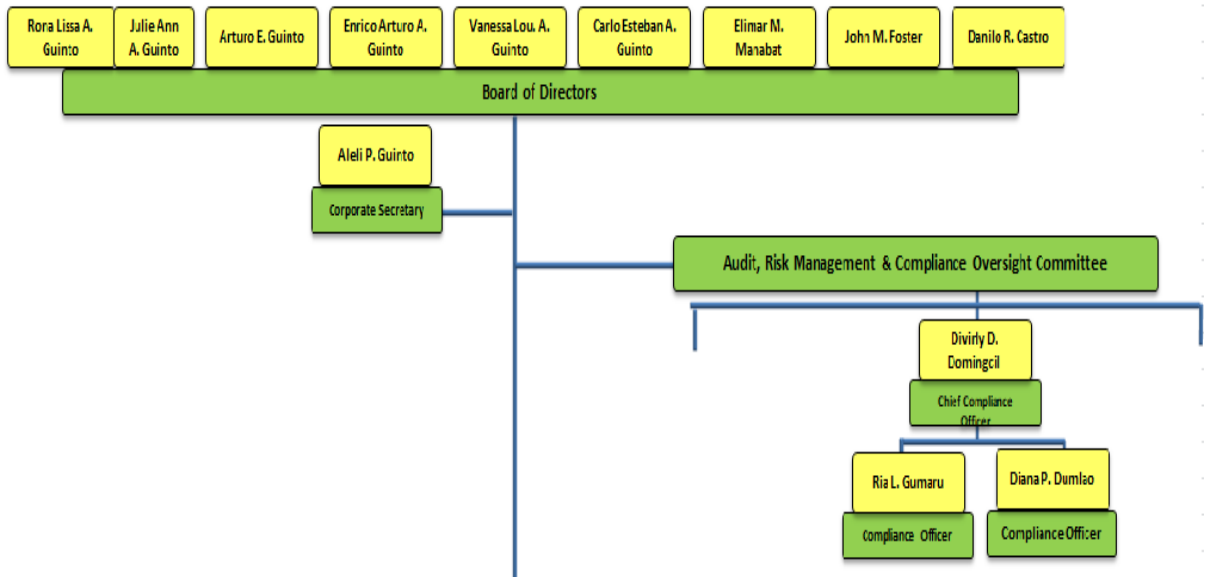 Rona Lissa A.
Guinto
Julie Ann
A. Guinto
Arturo E. Guinto
Enrico Arturo A.
Guinto
Vanessa Lou. A.
Guinto
Carlo Esteban A.
Guinto
Elimar M.
Manabat
John M. Foster
Danilo R. Castro
Board of Directors
Aleli P. Guinto
Corporate Secretary
Audit, Risk Management & Compliance Oversight Committee
Divirly D.
Domingcil
Chief Compliance
Officer
Ria L. Gumaru
Compliance Officer
Diana P. Dumlao
Compliance Officer